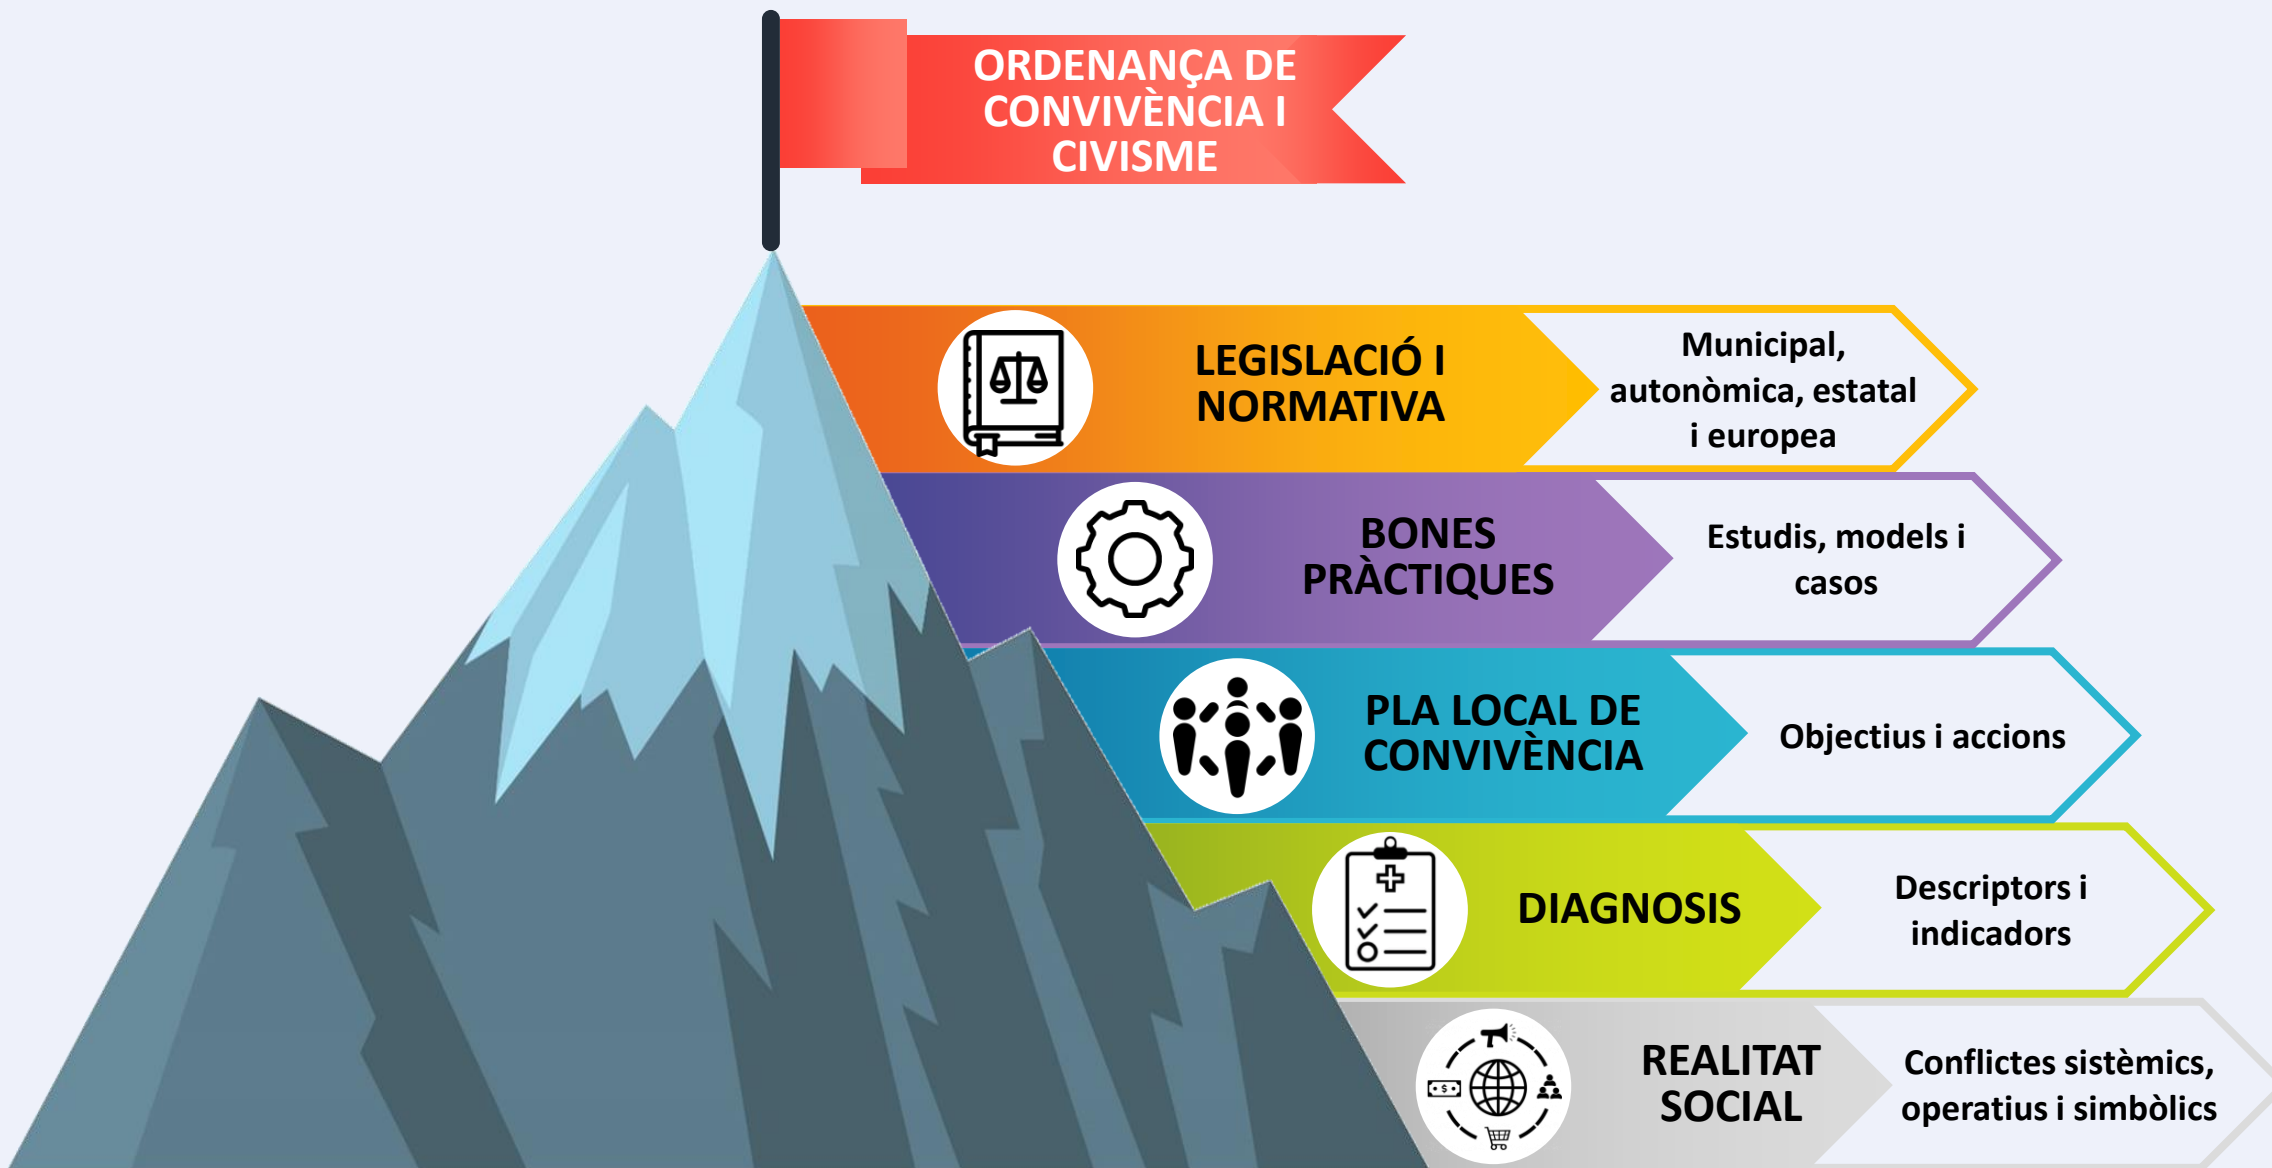 ORDENANÇA DE
CONVIVÈNCIA I
CIVISME
LEGISLACIÓ I
NORMATIVA
Municipal,
autonòmica, estatal
i europea
BONES
PRÀCTIQUES
Estudis, models i
casos
PLA LOCAL DE
CONVIVÈNCIA
Objectius i accions
DIAGNOSIS
Descriptors i
indicadors
REALITAT
SOCIAL
Conflictes sistèmics,
operatius i simbòlics